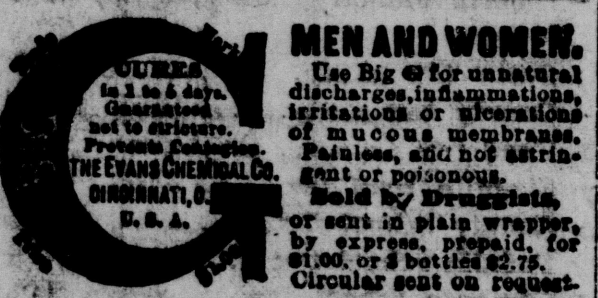 CURES
in 1 to 5 days.
Guaranteed
not to stricture.
Prevents Contagion.
THE EVANS CHEMICAL CO.
CINCINNATI, O.
U. S. A.
MEN AND WOMEN.
Use Big G for unnatural
discharges, inflammations,
irritations or ulcerations
of mucous membranes.
Painless, and not astrin-
gent or poisonous.
Sold by Druggists,
or sent in plain wrapper,
by express, prepaid, for
$1.00, or 3 bottles $2.75.
Circular sent on request.